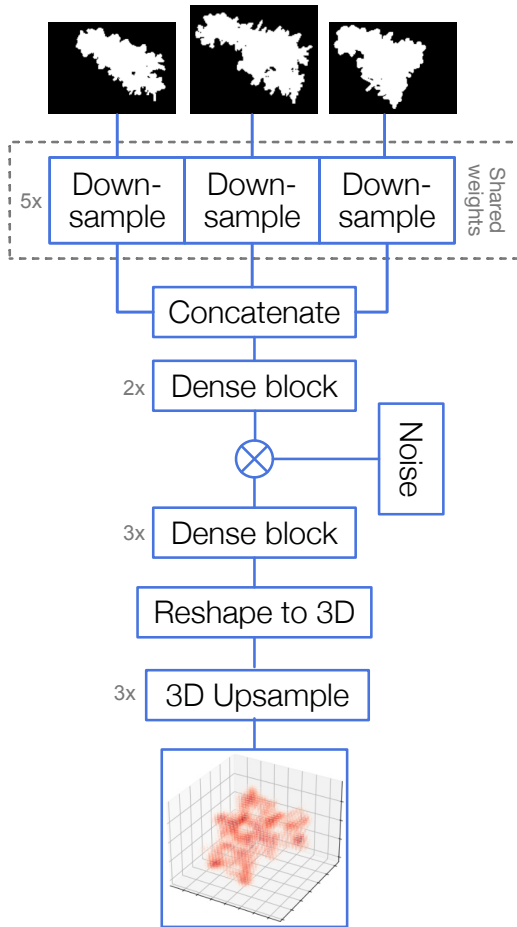 5x
Down-
sample
Down-
sample
Down-
sample
Shared
weights
Concatenate
2x
Dense block
Noise
3x
Dense block
Reshape to 3D
3x
3D Upsample